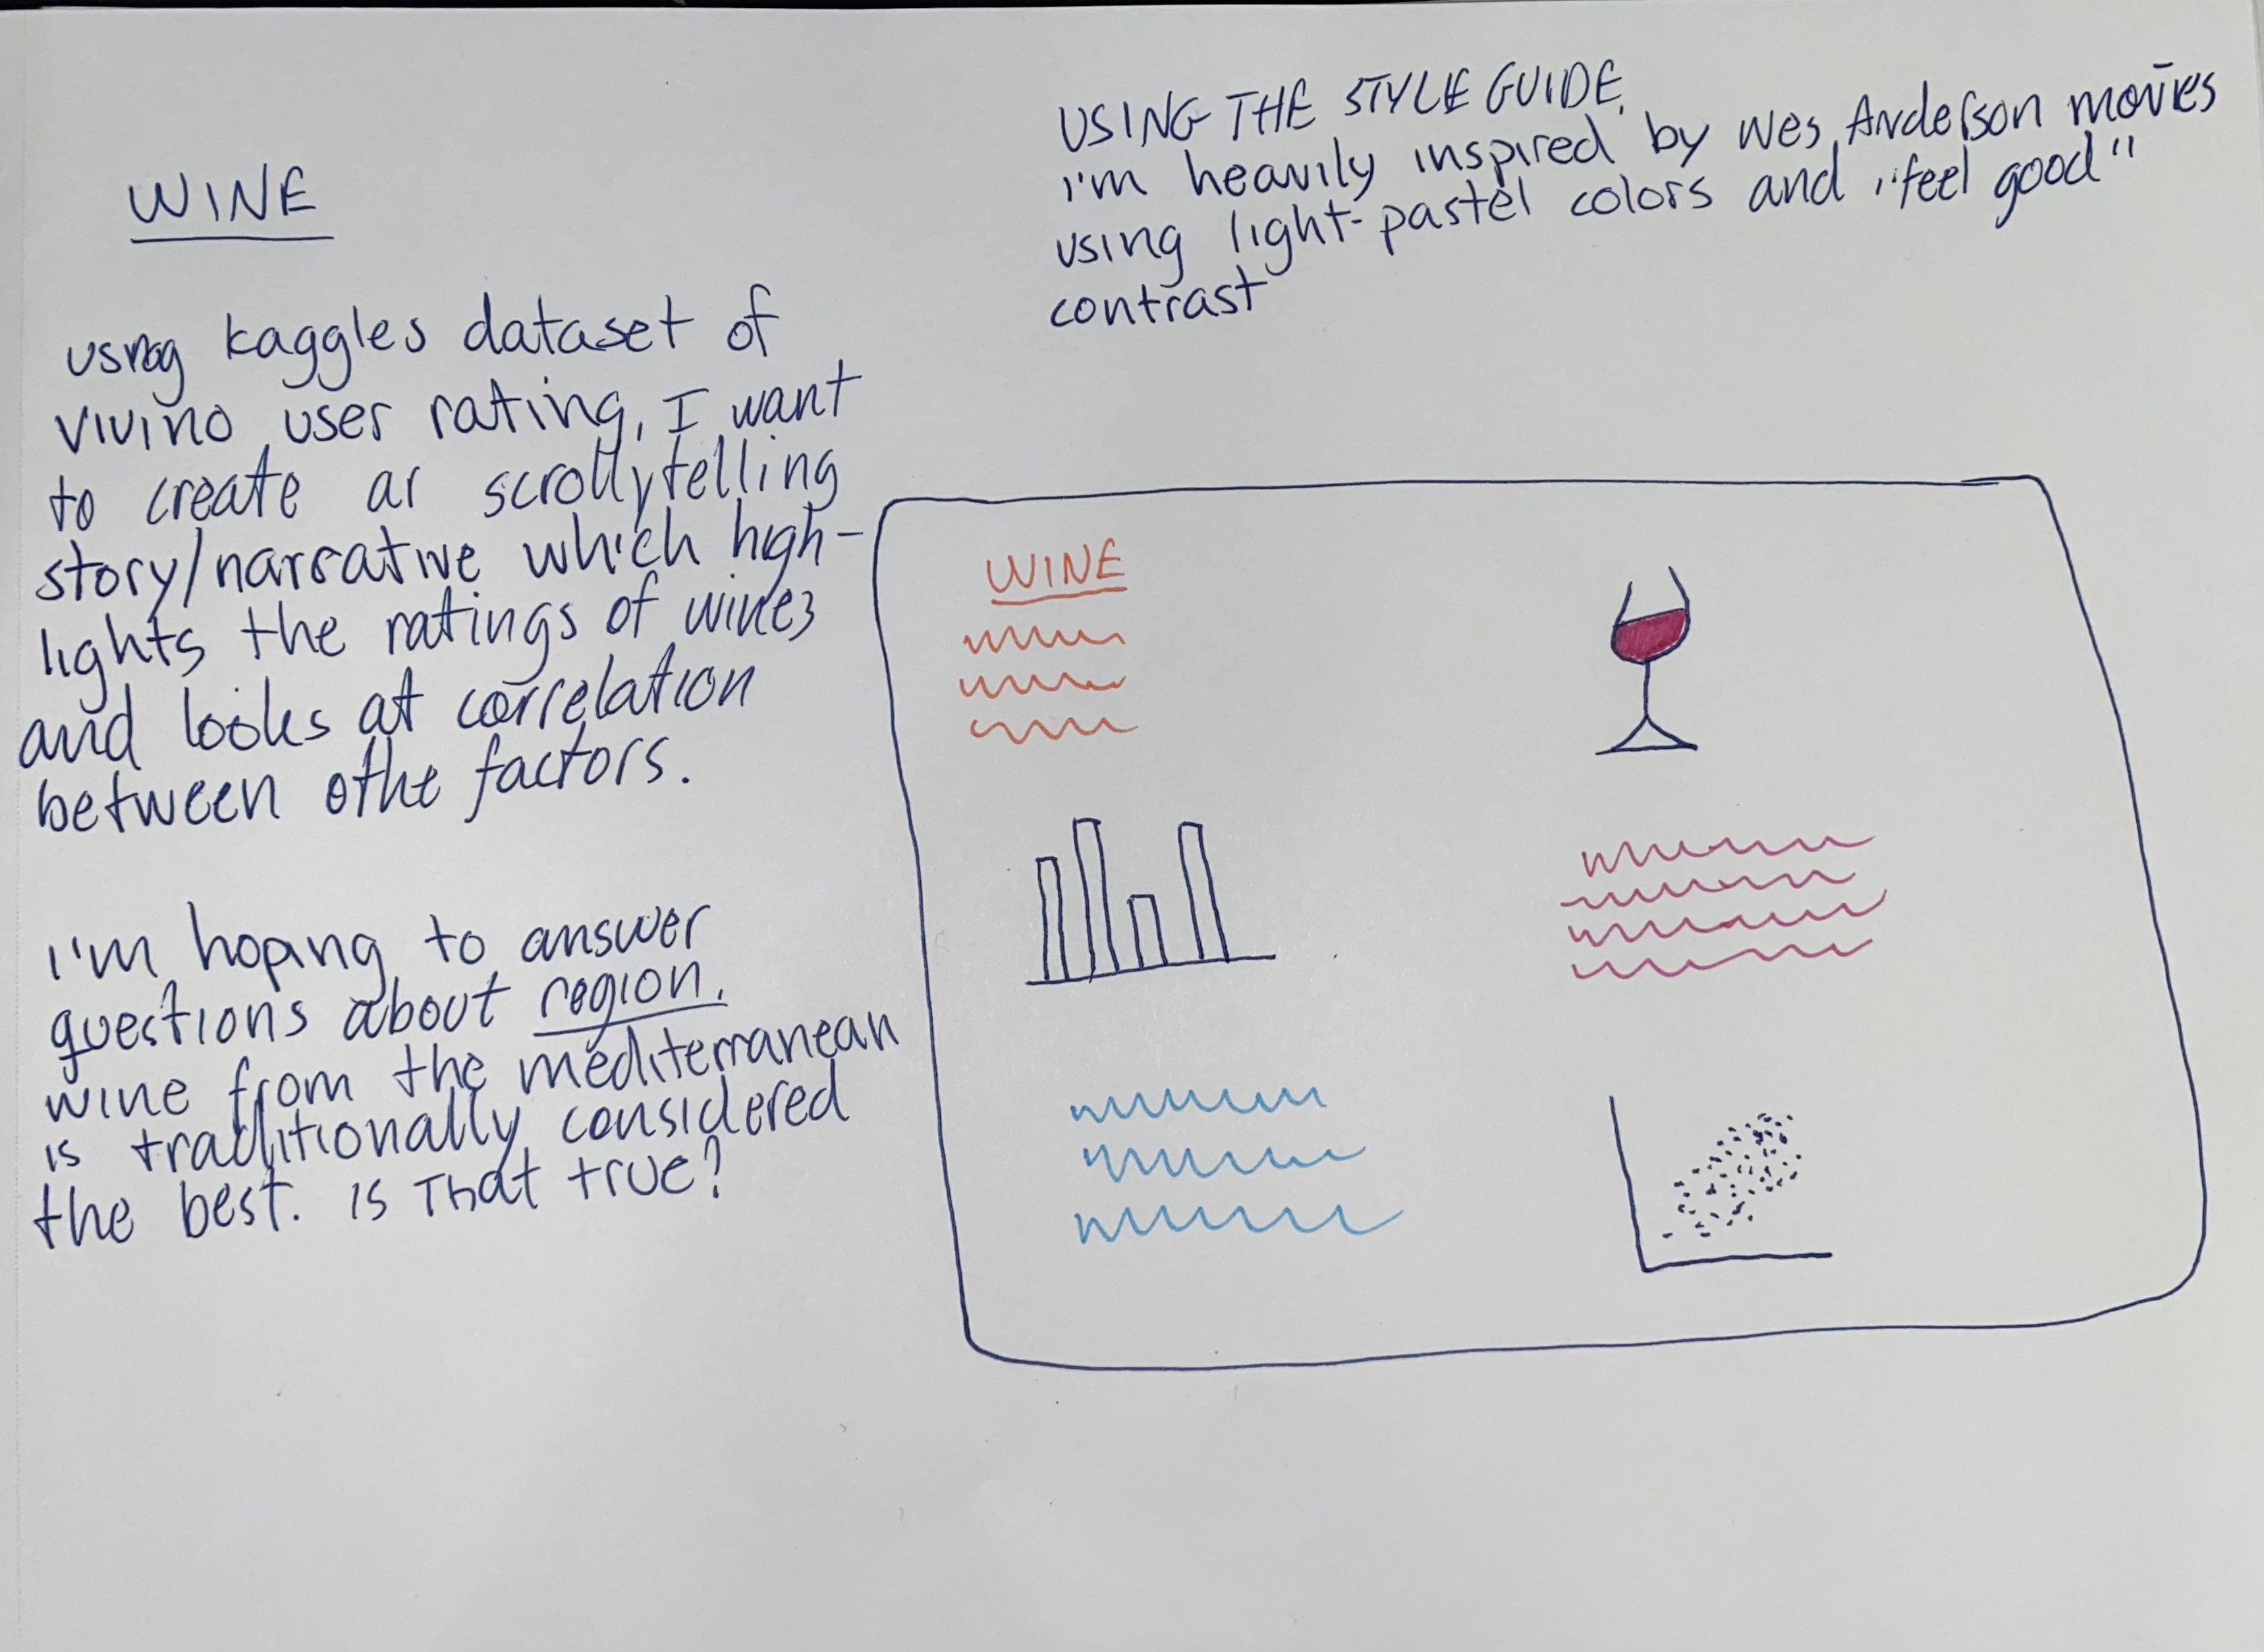 WINE
using kaggles dataset of
vivino user rating, I want
to create ar scrollytelling
story/narrative which high-
lights the ratings of wines
and looks at correlation
between othe factors.
I'm hoping to answer
questions about region.
wine from the mediterranean
is traditionally considered
the best. is that true?
USING THE STYLE GUIDE,
I'm heavily inspired by Wes Anderson movies
using light-pastel colors and "feel good"
contrast
WINE